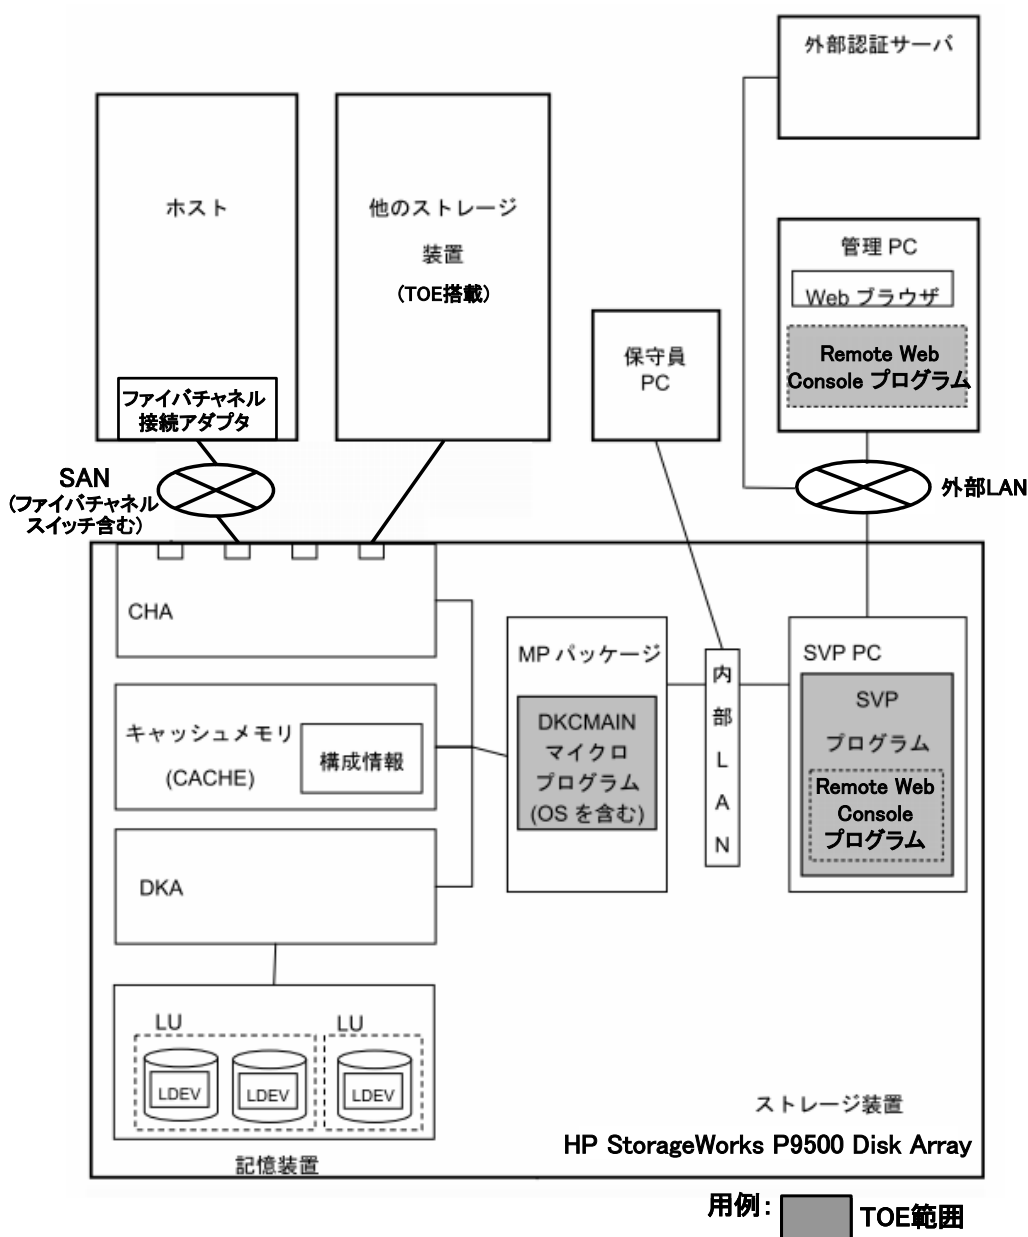 外部認証サーバ
ホスト
他のストレージ
装置
(TOE搭載)
管理 PC
Web ブラウザ
Remote Web
Console プログラム
保守員
PC
ファイバチャネル
接続アダプタ
SAN
(ファイバチャネル
スイッチ含む)
外部LAN
CHA
MP パッケージ
DKCMAIN
マイクロ
プログラム
(OS を含む)
内
部
L
A
N
SVP PC
SVP
プログラム
Remote Web
Console
プログラム
キャッシュメモリ
(CACHE)
構成情報
DKA
LU
LU
LDEV
LDEV
LDEV
記憶装置
ストレージ装置
HP StorageWorks P9500 Disk Array
用例:
TOE範囲